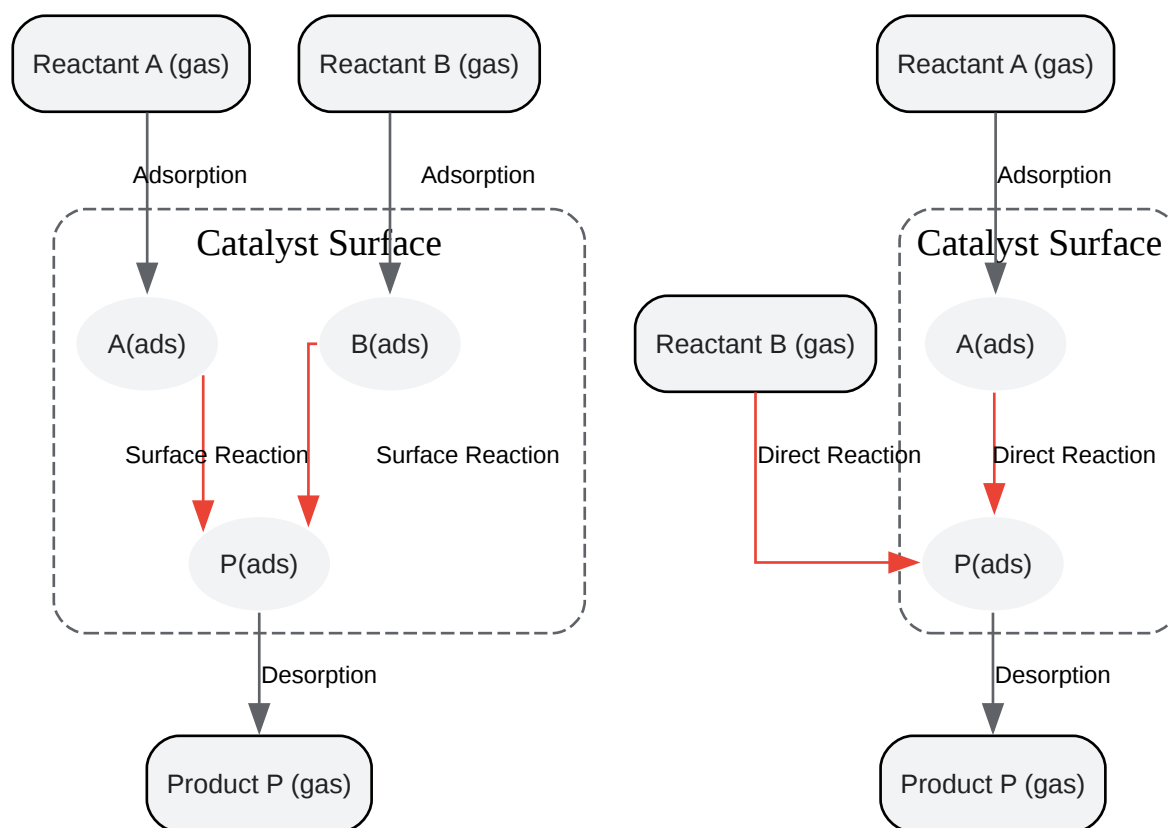 Reactant A (gas)
Reactant B (gas)
Adsorption
Adsorption
Catalyst Surface
A(ads)
B(ads)
Surface Reaction
Surface Reaction
P(ads)
Desorption
Product P (gas)
Reactant A (gas)
Adsorption
Catalyst Surface
Reactant B (gas)
A(ads)
Direct Reaction
Direct Reaction
P(ads)
Desorption
Product P (gas)